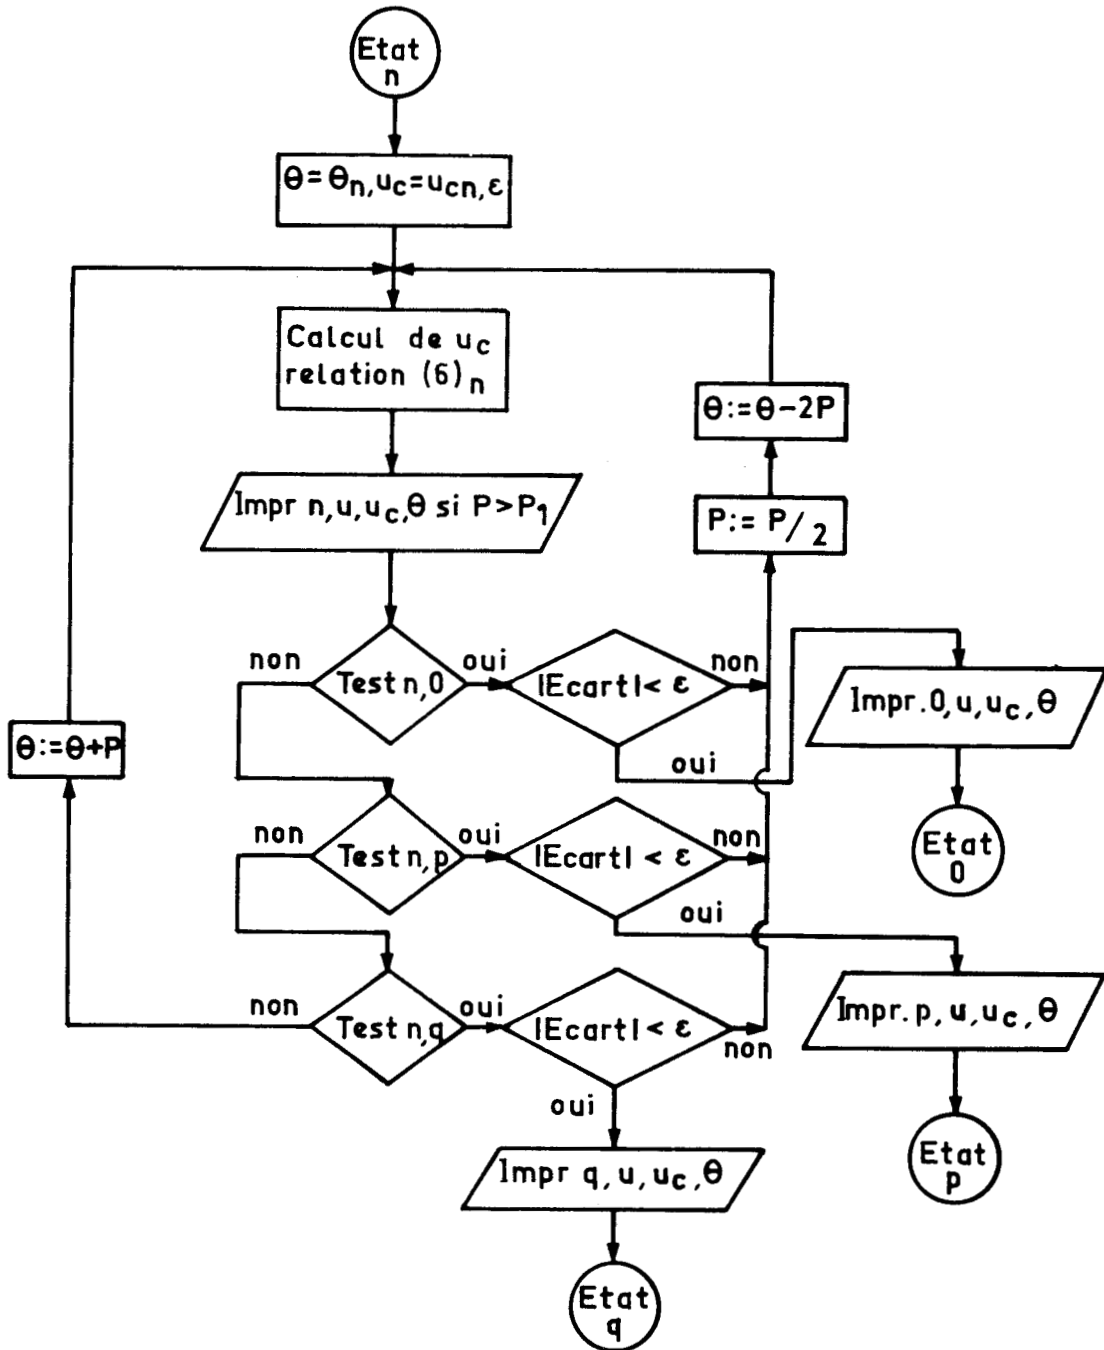 Etat
n
θ=θn,uc=ucn,ε
Calcul de uc
relation (6)n
Impr n,u,uc,θ si P>P1
θ:=θ-2P
P:=P/2
non
Test n,0
oui
|Ecart|< ε
non
oui
Impr.0,u,uc,θ
Etat
0
θ:=θ+P
non
Test n,p
oui
|Ecart| < ε
non
oui
Impr. p, u,uc,θ
Etat
p
non
Test n,q
oui
|Ecart| < ε
non
oui
Impr q, u, uc,θ
Etat
q